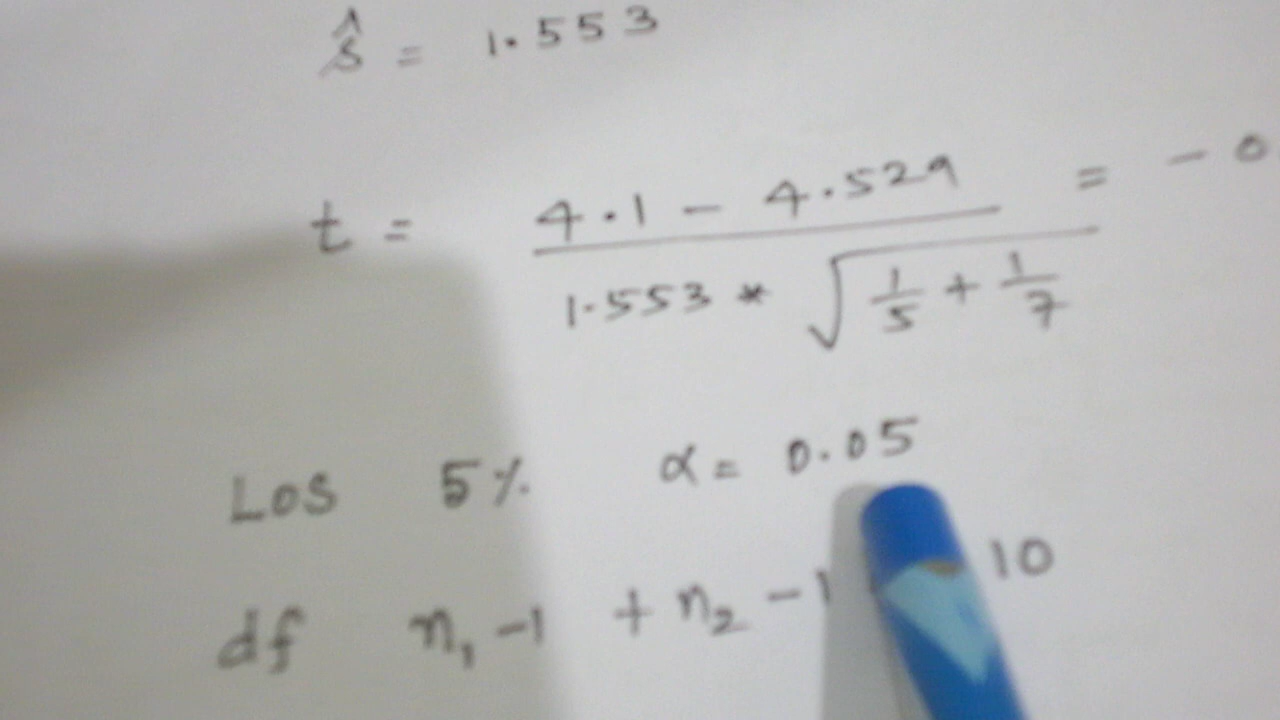 ŝ = 1.553
t = 4.1 - 4.529 = - 0
1.553 * √ 1/5 + 1/7
LOS 5% α = 0.05
df n₁ -1 + n₂ -1 10